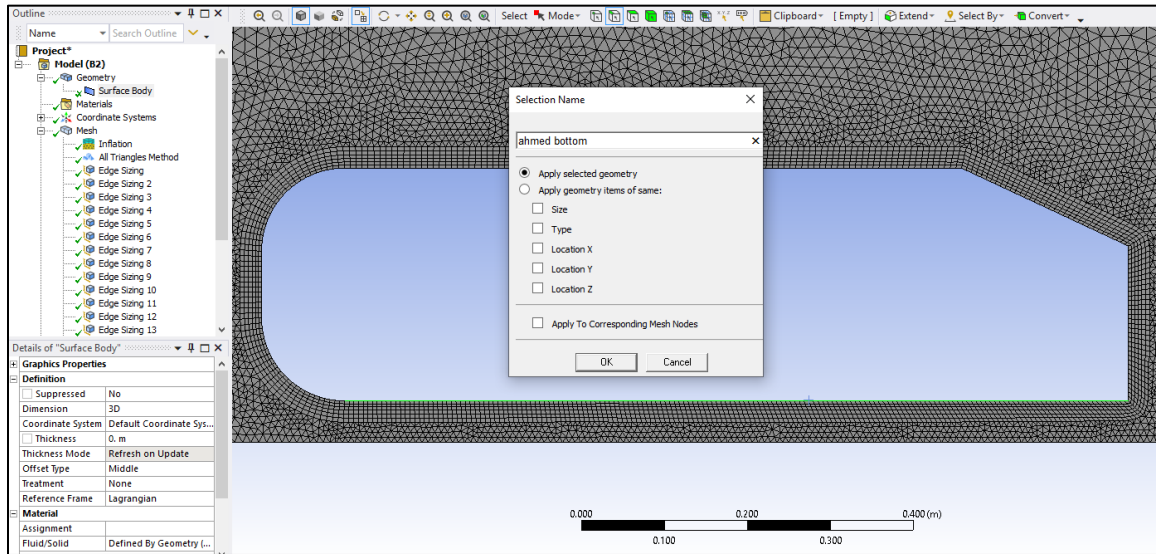 Outline
Name Search Outline
Project*
Model (B2)
Geometry
Surface Body
Materials
Coordinate Systems
Mesh
Inflation
All Triangles Method
Edge Sizing
Edge Sizing 2
Edge Sizing 3
Edge Sizing 4
Edge Sizing 5
Edge Sizing 6
Edge Sizing 7
Edge Sizing 8
Edge Sizing 9
Edge Sizing 10
Edge Sizing 11
Edge Sizing 12
Edge Sizing 13
Details of "Surface Body"
Graphics Properties
Definition
Suppressed No
Dimension 3D
Coordinate System Default Coordinate Sys...
Thickness 0. m
Thickness Mode Refresh on Update
Offset Type Middle
Treatment None
Reference Frame Lagrangian
Material
Assignment
Fluid/Solid Defined By Geometry (...
Select Mode Clipboard [ Empty ] Extend Select By Convert
Selection Name
ahmed bottom
Apply selected geometry
Apply geometry items of same:
Size
Type
Location X
Location Y
Location Z
Apply To Corresponding Mesh Nodes
OK Cancel
0.000 0.200 0.400 (m)
0.100 0.300